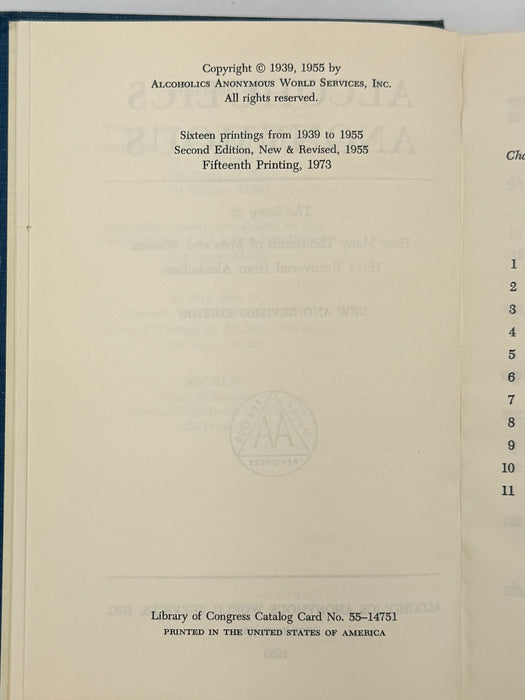 Copyright © 1939, 1955 by
Alcoholics Anonymous World Services, Inc.
All rights reserved.
Sixteen printings from 1939 to 1955
Second Edition, New & Revised, 1955
Fifteenth Printing, 1973
Library of Congress Catalog Card No. 55–14751
PRINTED IN THE UNITED STATES OF AMERICA
1
2
3
4
5
6
7
8
9
10
11